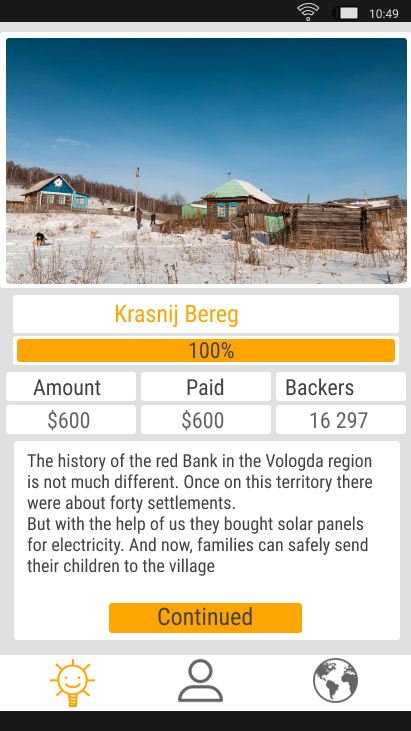 10:49
Krasnij Bereg
100%
Amount Paid Backers
$600 $600 16 297
The history of the red Bank in the Vologda region
is not much different. Once on this territory there
were about forty settlements.
But with the help of us they bought solar panels
for electricity. And now, families can safely send
their children to the village
Continued